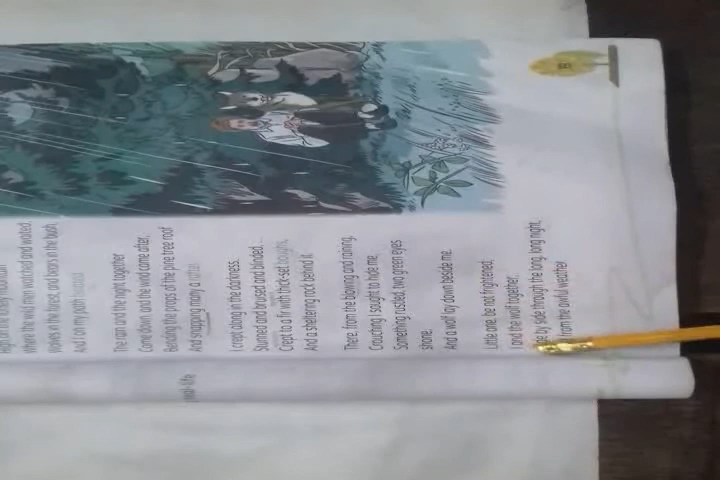 where the wild men watched and waited
wolves in the forest, and bears in the bush,
And I on my path
The rain and the night together
Come down, and the wind came after,
Bending the props of the pine tree roof
And snapping many a rafter.
I crept along in the darkness,
Stunned and bruised and blinded...
Crept to a fir with thick-set boughs,
And a sheltering rock behind it.
There, from the blowing and raining,
Crouching I sought to hide me.
Something rustled, two green eyes
shone,
And a wolf lay down beside me.
Little one, be not frightened;
I and the wolf together,
by side through the long, long night,
from the awful weather